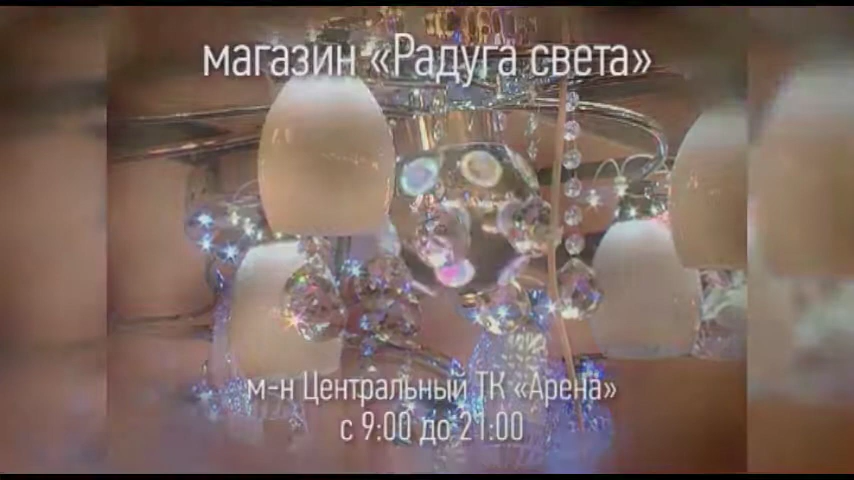 магазин «Радуга света»
м-н Центральный ТК «Арена»
с 9:00 до 21:00